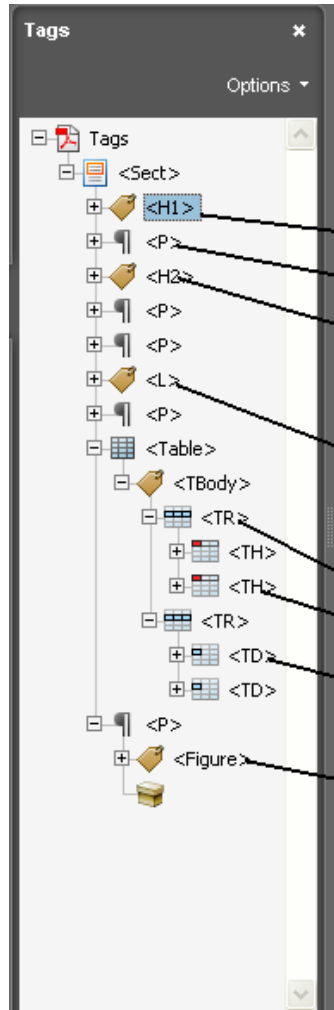 Tags
Options
Tags
<Sect>
<H1>
<P>
<H2>
<P>
<P>
<L>
<P>
<Table>
<TBody>
<TR>
<TH>
<TH>
<TR>
<TD>
<TD>
<P>
<Figure>